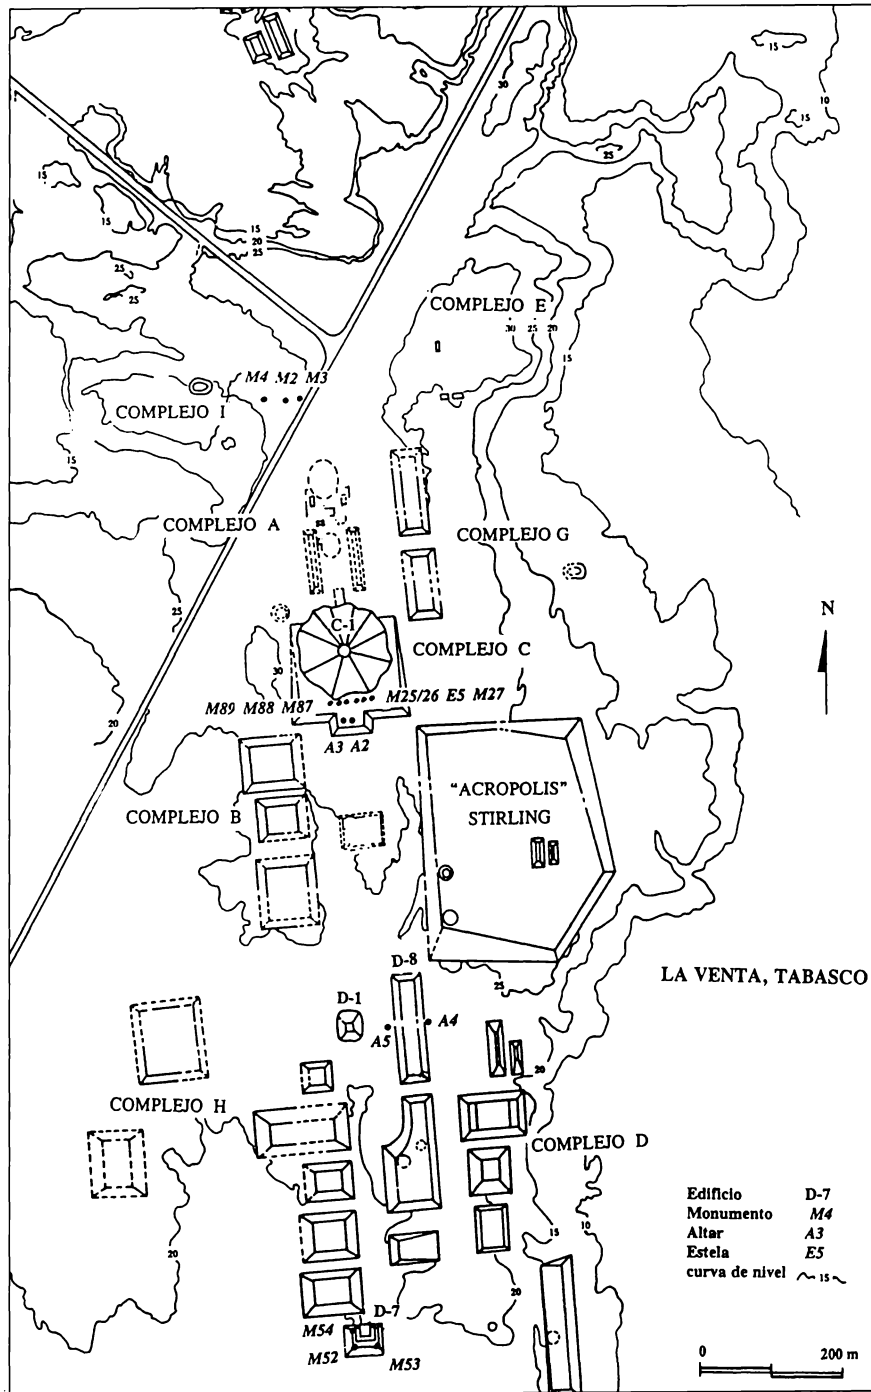 15
10
30
15
25
15
15
15
20
25
25
25
COMPLEJO E
30 25 20
15
M4 M2 M3
COMPLEJO I
15
COMPLEJO A
COMPLEJO G
25
N
C-1
COMPLEJO C
30
M89 M88 M87
M25/26 E5 M27
20
A3 A2
"ACROPOLIS"
STIRLING
COMPLEJO B
D-8
25
LA VENTA, TABASCO
D-1
A5
A4
20
COMPLEJO H
COMPLEJO D
Edificio D-7
Monumento M4
Altar A3
Estela E5
curva de nivel 15
20
15
10
20
D-7
M54
M52
M53
0 200 m